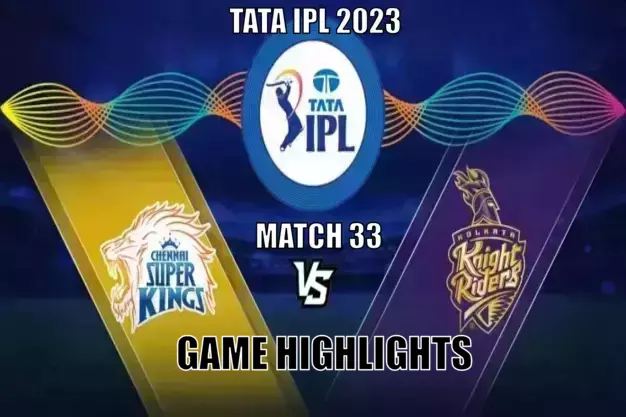 TATA IPL 2023
TATA
IPL
MATCH 33
VS
CHENNAI
SUPER
KINGS
KOLKATA
Knight
Riders
GAME HIGHLIGHTS